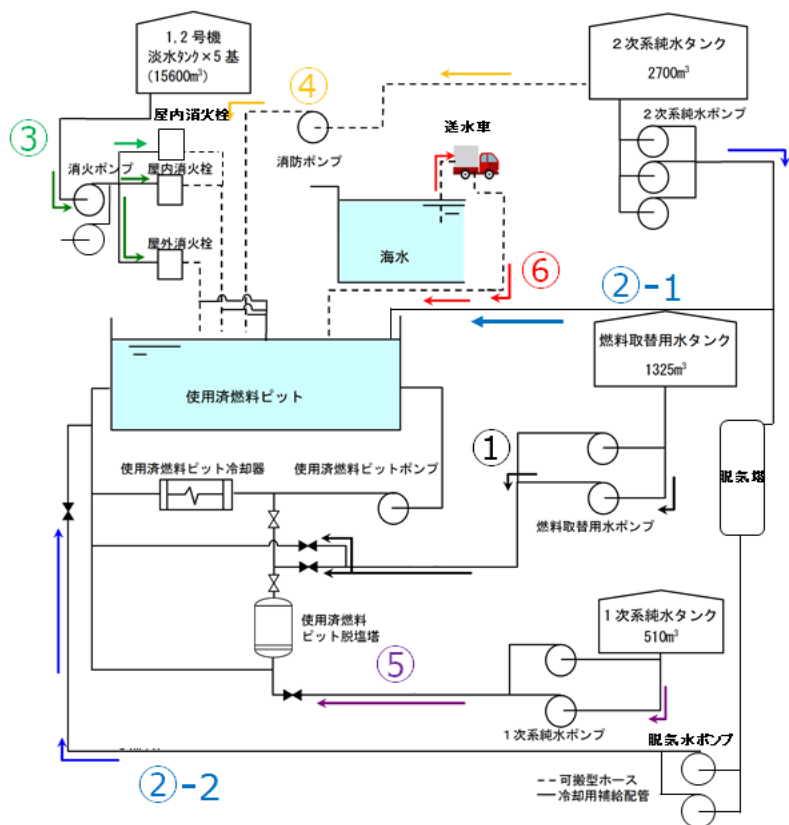 1,2号機
淡水タンク×5基
(15600m³)
2次系純水タンク
2700m³
④
屋内消火栓
③
消火ポンプ
屋内消火栓
屋外消火栓
消防ポンプ
送水車
2次系純水ポンプ
海水
⑥
②-1
燃料取替用水タンク
1325m³
使用済燃料ピット
①
使用済燃料ピット冷却器
使用済燃料ピットポンプ
脱気塔
燃料取替用水ポンプ
使用済燃料
ピット脱塩塔
1次系純水タンク
510m³
⑤
1次系純水ポンプ
脱気水ポンプ
②-2
可搬型ホース
冷却用補給配管